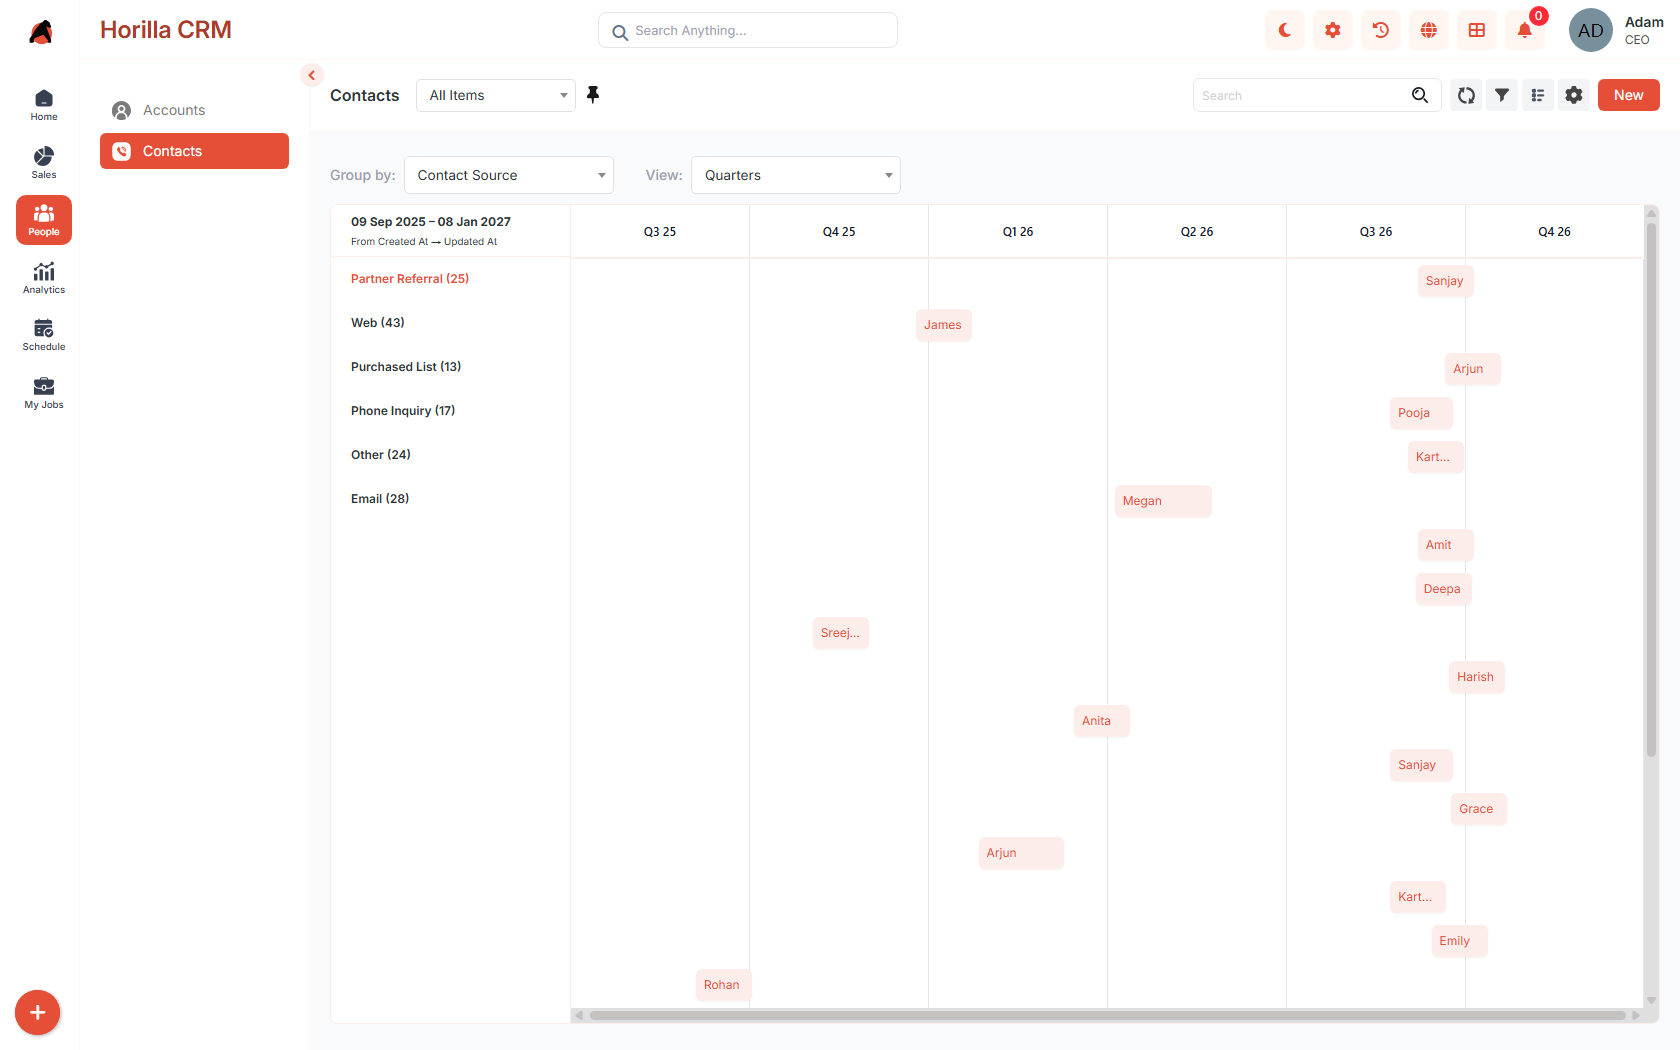 Horilla CRM
Search Anything...
0
AD
Adam
CEO
Home
Sales
People
Analytics
Schedule
My Jobs
Accounts
Contacts
Contacts
All Items
Search
New
Group by:
Contact Source
View:
Quarters
09 Sep 2025 – 08 Jan 2027
From Created At → Updated At
Q3 25
Q4 25
Q1 26
Q2 26
Q3 26
Q4 26
Partner Referral (25)
Sanjay
Web (43)
James
Purchased List (13)
Arjun
Phone Inquiry (17)
Pooja
Other (24)
Kart...
Email (28)
Megan
Amit
Deepa
Sreej...
Harish
Anita
Sanjay
Grace
Arjun
Kart...
Emily
Rohan